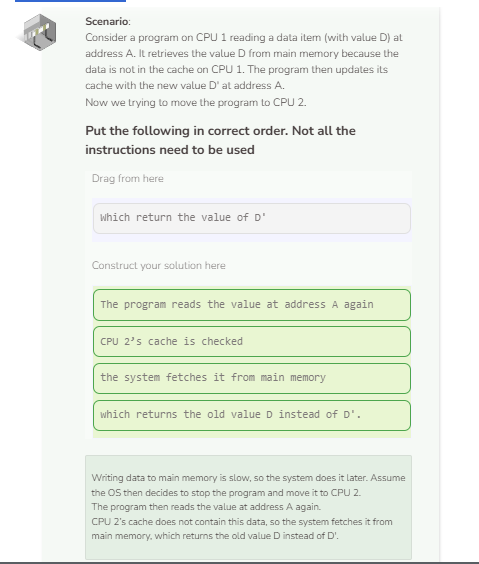 Scenario:
Consider a program on CPU 1 reading a data item (with value D) at
address A. It retrieves the value D from main memory because the
data is not in the cache on CPU 1. The program then updates its
cache with the new value D' at address A.
Now we trying to move the program to CPU 2.
Put the following in correct order. Not all the
instructions need to be used
Drag from here
Which return the value of D'
Construct your solution here
The program reads the value at address A again
CPU 2’s cache is checked
the system fetches it from main memory
which returns the old value D instead of D'.
Writing data to main memory is slow, so the system does it later. Assume
the OS then decides to stop the program and move it to CPU 2.
The program then reads the value at address A again.
CPU 2’s cache does not contain this data, so the system fetches it from
main memory, which returns the old value D instead of D'.